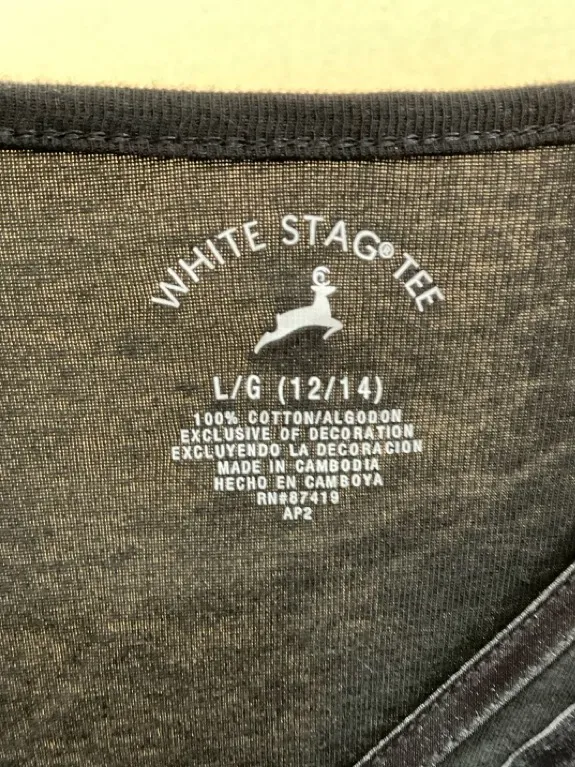 WHITE STAG® TEE
L/G (12/14)
100% COTTON/ALGODON
EXCLUSIVE OF DECORATION
EXCLUYENDO LA DECORACION
MADE IN CAMBODIA
HECHO EN CAMBOYA
RN#87419
AP2